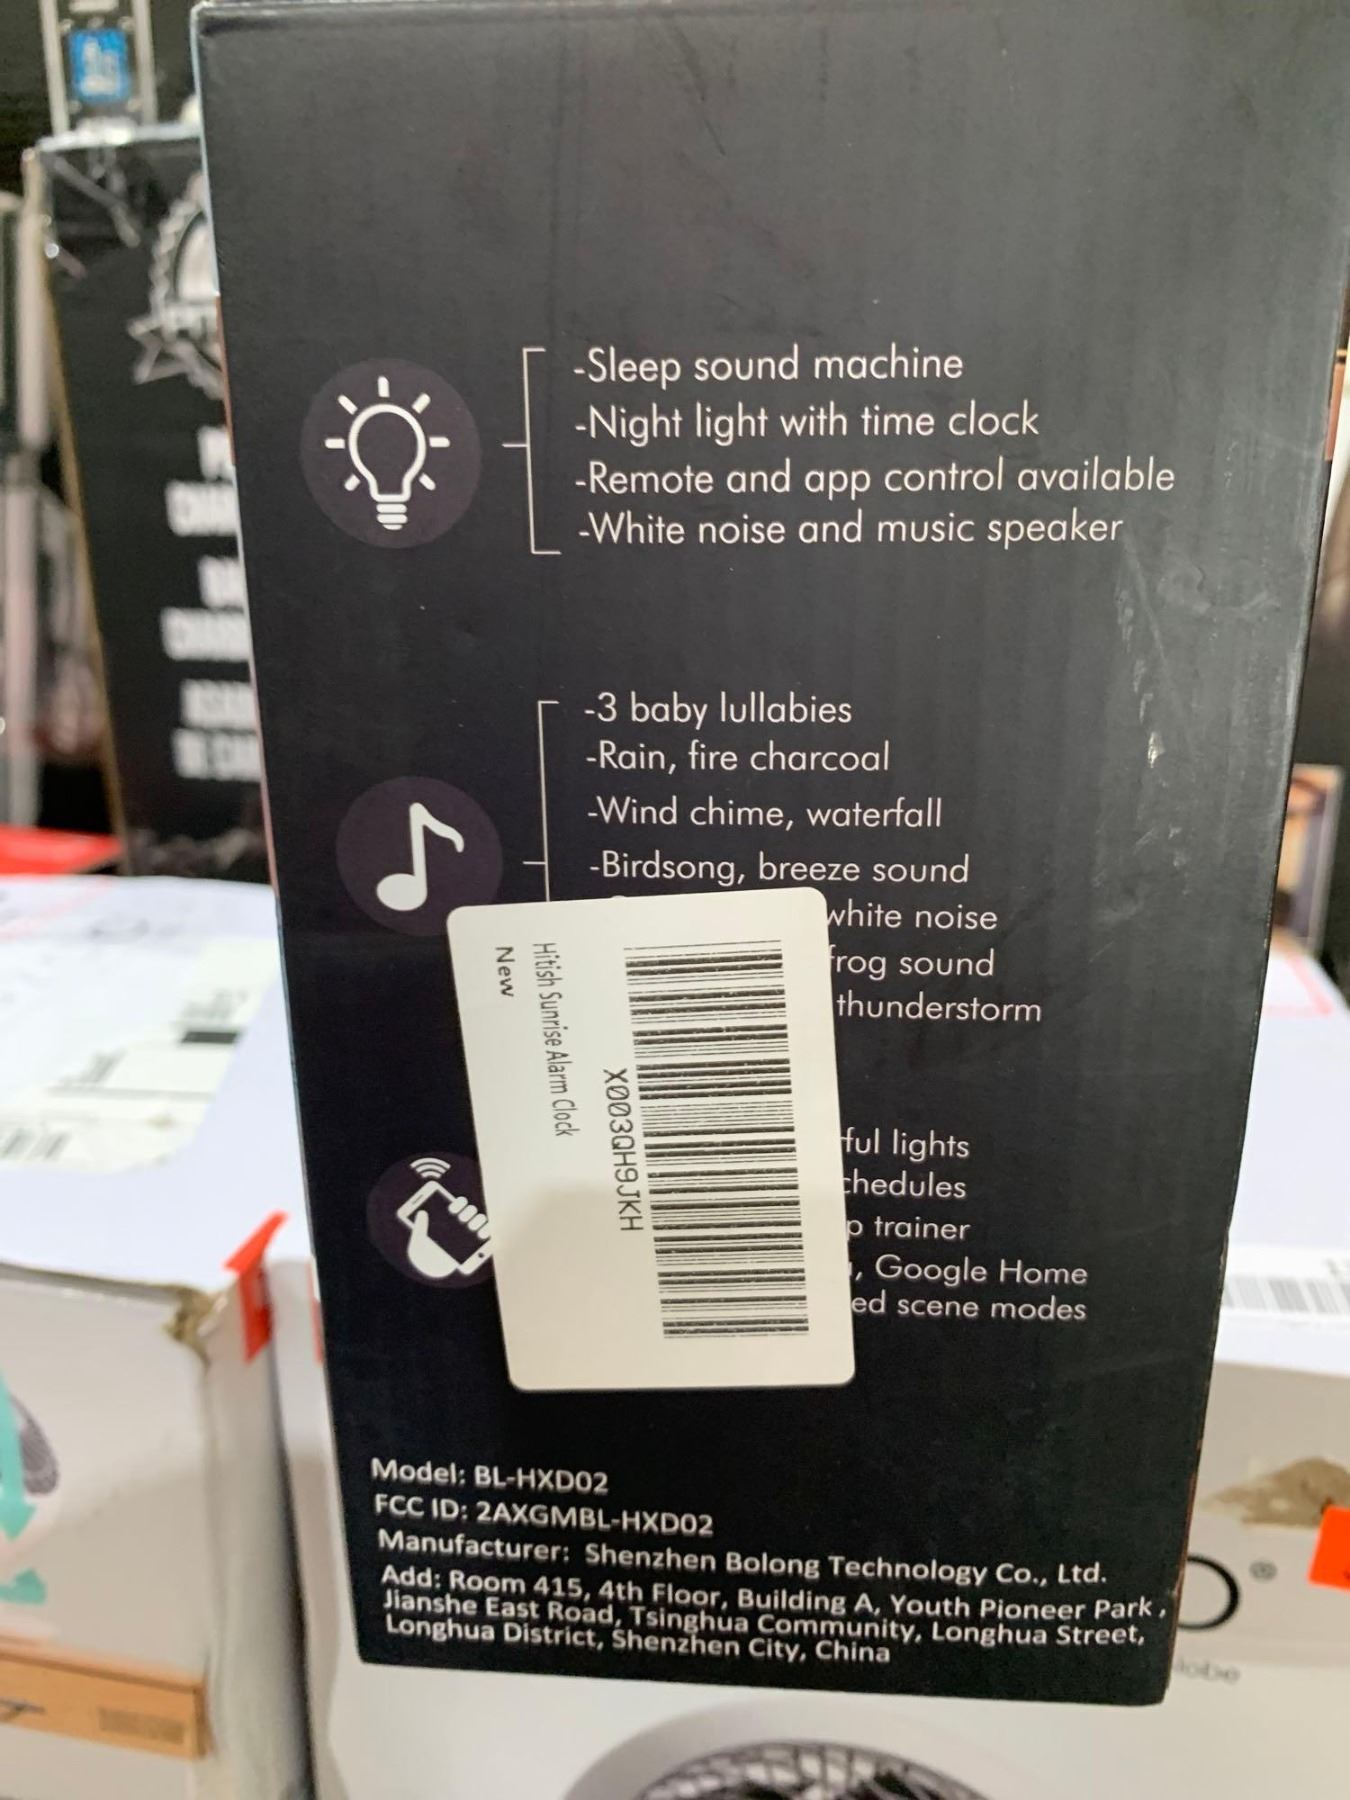 -Sleep sound machine
-Night light with time clock
-Remote and app control available
-White noise and music speaker
-3 baby lullabies
-Rain, fire charcoal
-Wind chime, waterfall
-Birdsong, breeze sound
white noise
frog sound
thunderstorm
Hitish Sunrise Alarm Clock
New
X003QH9JKH
lights
trainer
, Google Home
scene modes
Model: BL-HXD02
FCC ID: 2AXGMBL-HXD02
Manufacturer: Shenzhen Bolong Technology Co., Ltd.
Add: Room 415, 4th Floor, Building A, Youth Pioneer Park,
Jianshe East Road, Tsinghua Community, Longhua Street,
Longhua District, Shenzhen City, China